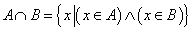 A ∩ B = {x|(x ∈ A) ∧ (x ∈ B)}